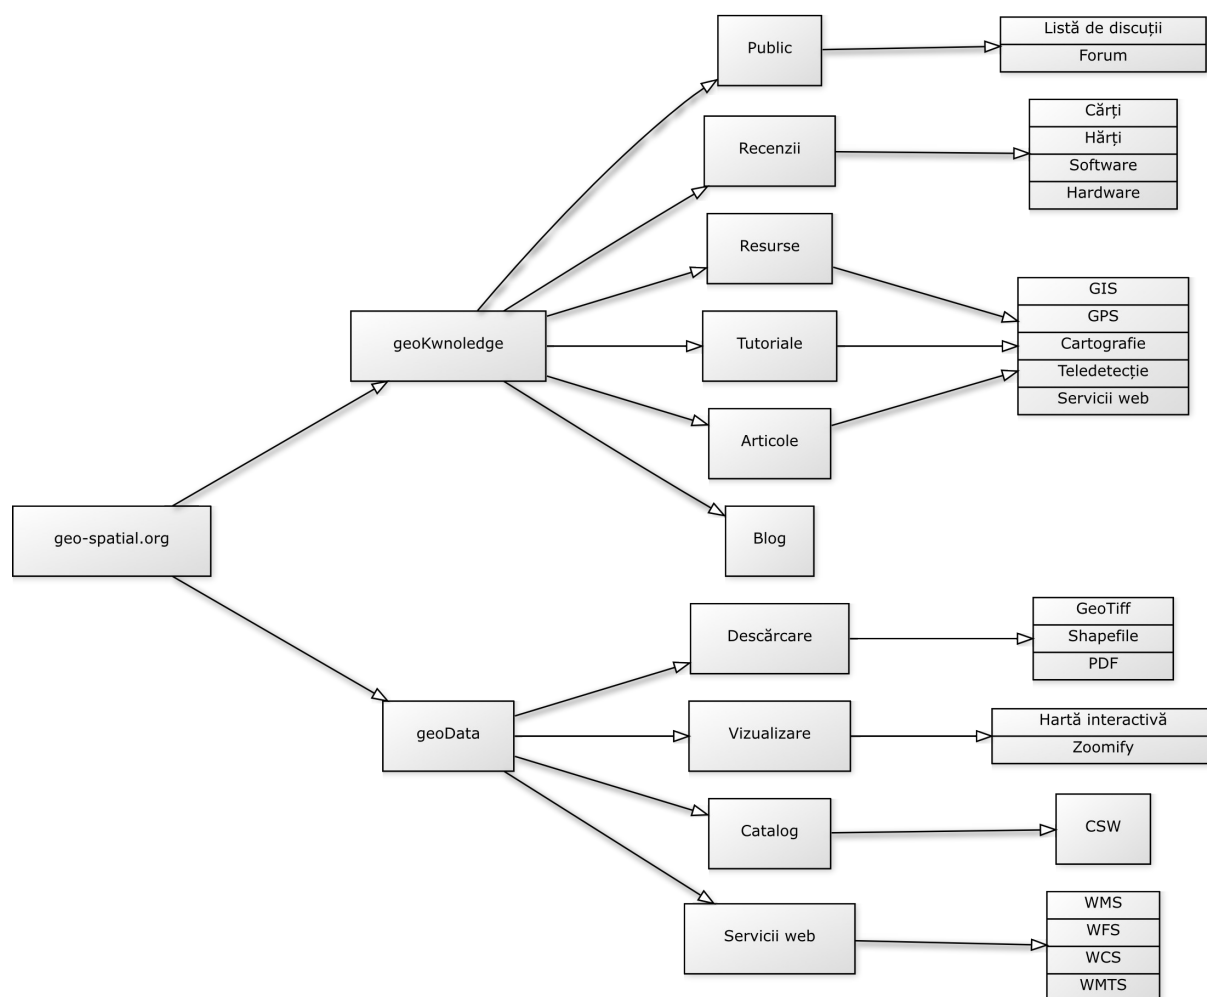 Public
Listă de discuții
Forum
Recenzii
Cărți
Hărți
Software
Hardware
Resurse
GIS
GPS
Cartografie
Teledetecție
Servicii web
geoKwnoledge
Tutoriale
Articole
geo-spatial.org
Blog
Descărcare
GeoTiff
Shapefile
PDF
geoData
Vizualizare
Hartă interactivă
Zoomify
Catalog
CSW
Servicii web
WMS
WFS
WCS
WMTS